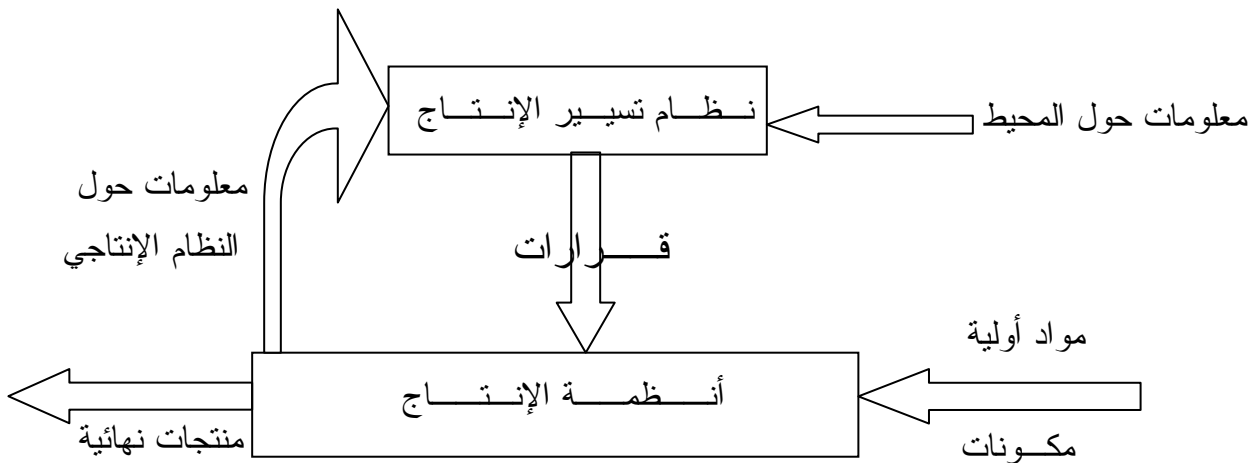 نظام تسيير الإنتاج
معلومات حول المحيط
معلومات حول
النظام الإنتاجي
قرارات
مواد أولية
أنظمة الإنتاج
منتجات نهائية
مكونات